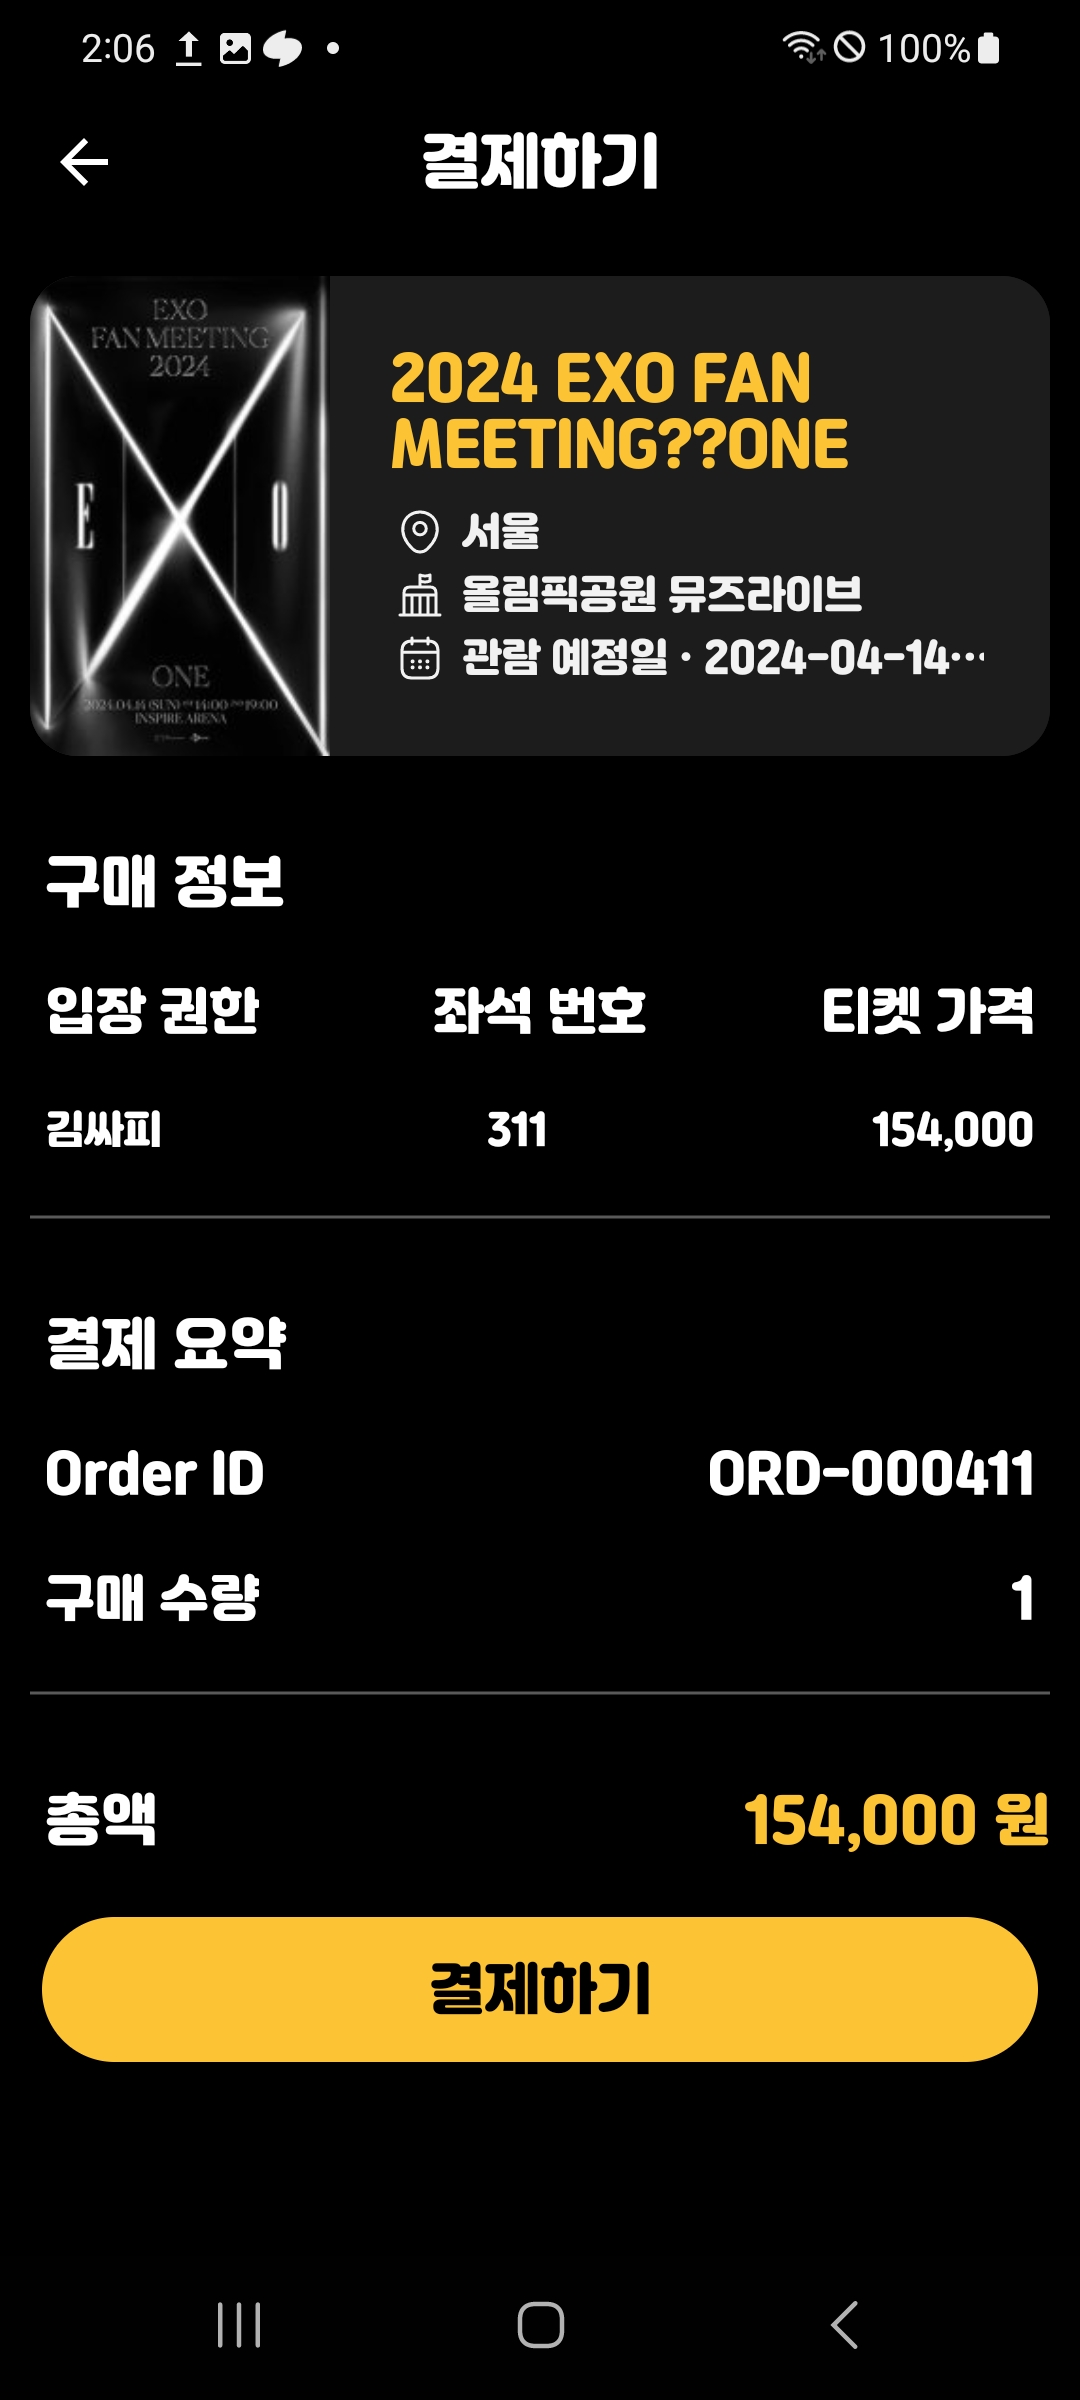 2:06
100%
결제하기
EXO
FAN MEETING
2024
E
O
ONE
2024.04.14 (SUN) 14:00 19:00
INSPIRE ARENA
2024 EXO FAN
MEETING??ONE
서울
올림픽공원 뮤즈라이브
관람 예정일 · 2024-04-14···
구매 정보
입장 권한 좌석 번호 티켓 가격
김싸피 311 154,000
결제 요약
Order ID ORD-000411
구매 수량 1
총액 154,000 원
결제하기